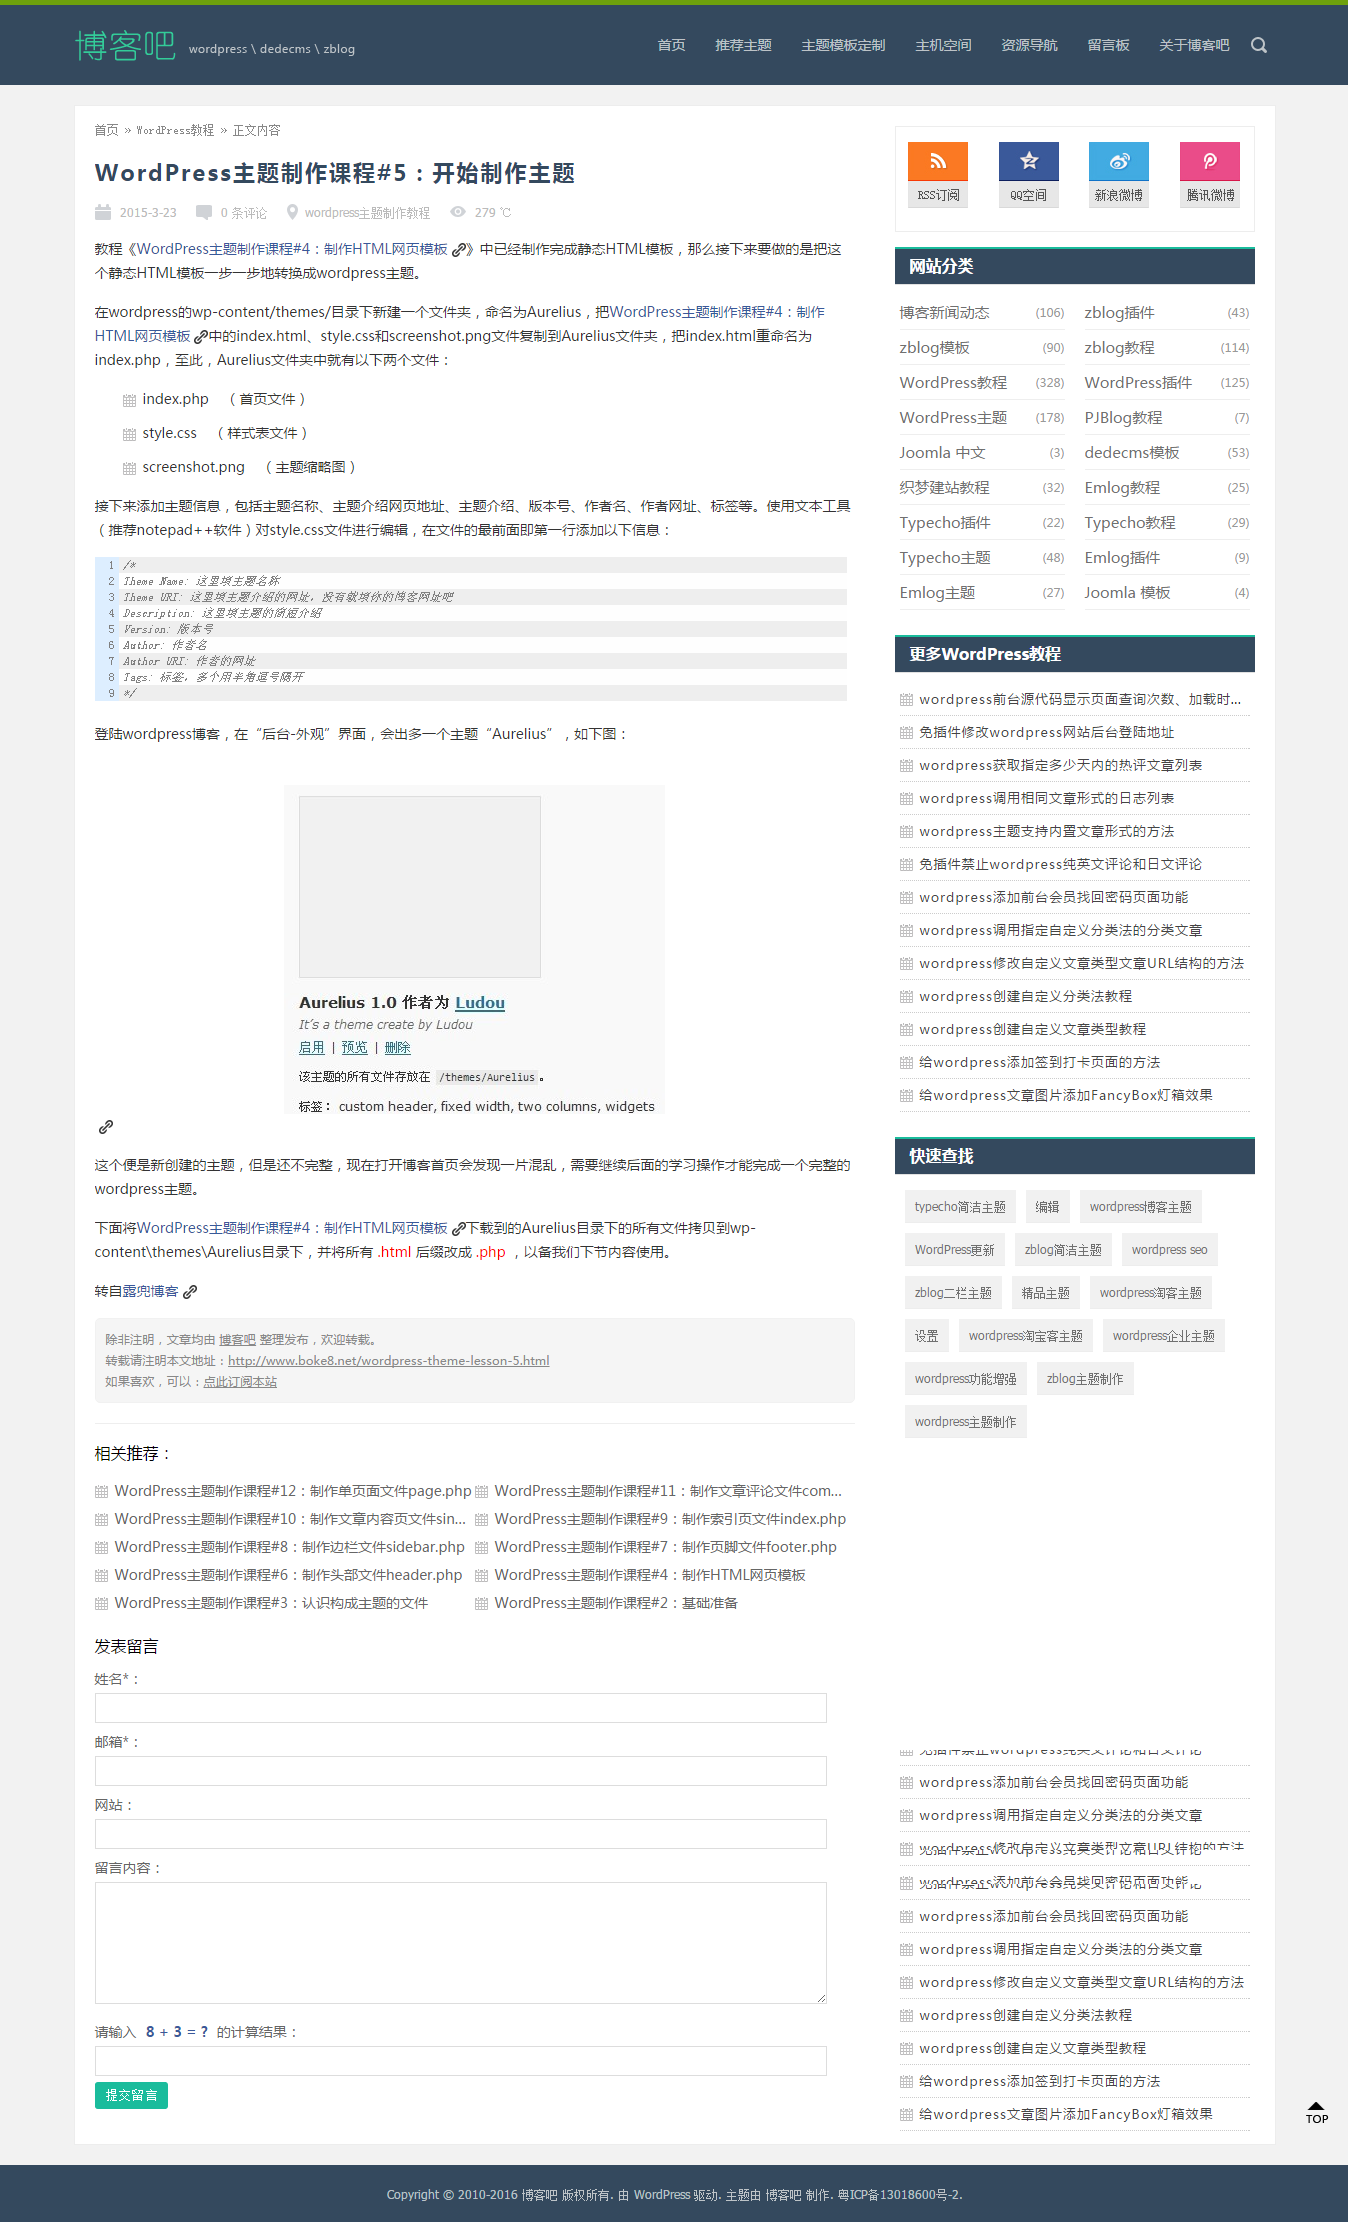 博客吧 wordpress \ dedecms \ zblog
首页 推荐主题 主题模板定制 主机空间 资源导航 留言板 关于博客吧
首页 » WordPress教程 » 正文内容
WordPress主题制作课程#5：开始制作主题
2015-3-23 0 条评论 wordpress主题制作教程 279 ℃
教程《WordPress主题制作课程#4：制作HTML网页模板》中已经制作完成静态HTML模板，那么接下来要做的是把这
个静态HTML模板一步一步地转换成wordpress主题。
在wordpress的wp-content/themes/目录下新建一个文件夹，命名为Aurelius，把WordPress主题制作课程#4：制作
HTML网页模板中的index.html、style.css和screenshot.png文件复制到Aurelius文件夹，把index.html重命名为
index.php，至此，Aurelius文件夹中就有以下两个文件：
index.php （首页文件）
style.css （样式表文件）
screenshot.png （主题缩略图）
接下来添加主题信息，包括主题名称、主题介绍网页地址、主题介绍、版本号、作者名、作者网址、标签等。使用文本工具
（推荐notepad++软件）对style.css文件进行编辑，在文件的最前面即第一行添加以下信息：
1 /*
2 Theme Name: 这里填主题名称
3 Theme URI: 这里填主题介绍的网址，没有就填你的博客网址吧
4 Description: 这里填主题的简短介绍
5 Version: 版本号
6 Author: 作者名
7 Author URI: 作者的网址
8 Tags: 标签，多个用半角逗号隔开
9 */
登陆wordpress博客，在“后台-外观”界面，会出多一个主题“Aurelius”，如下图：
Aurelius 1.0 作者为 Ludou
It's a theme create by Ludou
启用 | 预览 | 删除
该主题的所有文件存放在 /themes/Aurelius。
标签： custom header, fixed width, two columns, widgets
这个便是新创建的主题，但是还不完整，现在打开博客首页会发现一片混乱，需要继续后面的学习操作才能完成一个完整的
wordpress主题。
下面将WordPress主题制作课程#4：制作HTML网页模板下载到的Aurelius目录下的所有文件拷贝到wp-
content\themes\Aurelius目录下，并将所有 .html 后缀改成 .php ，以备我们下节内容使用。
转自露兜博客
除非注明，文章均由 博客吧 整理发布，欢迎转载。
转载请注明本文地址：http://www.boke8.net/wordpress-theme-lesson-5.html
如果喜欢，可以：点此订阅本站
相关推荐：
WordPress主题制作课程#12：制作单页面文件page.php WordPress主题制作课程#11：制作文章评论文件com...
WordPress主题制作课程#10：制作文章内容页文件sin... WordPress主题制作课程#9：制作索引页文件index.php
WordPress主题制作课程#8：制作边栏文件sidebar.php WordPress主题制作课程#7：制作页脚文件footer.php
WordPress主题制作课程#6：制作头部文件header.php WordPress主题制作课程#4：制作HTML网页模板
WordPress主题制作课程#3：认识构成主题的文件 WordPress主题制作课程#2：基础准备
发表留言
姓名*：
邮箱*：
网站：
留言内容：
请输入 8 + 3 = ? 的计算结果：
提交留言
RSS订阅 QQ空间 新浪微博 腾讯微博
网站分类
博客新闻动态 (106) zblog插件 (43)
zblog模板 (90) zblog教程 (114)
WordPress教程 (328) WordPress插件 (125)
WordPress主题 (178) PJBlog教程 (7)
Joomla 中文 (3) dedecms模板 (53)
织梦建站教程 (32) Emlog教程 (25)
Typecho插件 (22) Typecho教程 (29)
Typecho主题 (48) Emlog插件 (9)
Emlog主题 (27) Joomla 模板 (4)
更多WordPress教程
wordpress前台源代码显示页面查询次数、加载时...
免插件修改wordpress网站后台登陆地址
wordpress获取指定多少天内的热评文章列表
wordpress调用相同文章形式的日志列表
wordpress主题支持内置文章形式的方法
免插件禁止wordpress纯英文评论和日文评论
wordpress添加前台会员找回密码页面功能
wordpress调用指定自定义分类法的分类文章
wordpress修改自定义文章类型文章URL结构的方法
wordpress创建自定义分类法教程
wordpress创建自定义文章类型教程
给wordpress添加签到打卡页面的方法
给wordpress文章图片添加FancyBox灯箱效果
快速查找
typecho简洁主题 编辑 wordpress博客主题
WordPress更新 zblog简洁主题 wordpress seo
zblog二栏主题 精品主题 wordpress淘客主题
设置 wordpress淘宝客主题 wordpress企业主题
wordpress功能增强 zblog主题制作
wordpress主题制作
wordpress添加前台会员找回密码页面功能
wordpress调用指定自定义分类法的分类文章
wordpress添加前台会员找回密码页面功能
wordpress调用指定自定义分类法的分类文章
wordpress修改自定义文章类型文章URL结构的方法
wordpress创建自定义分类法教程
wordpress创建自定义文章类型教程
给wordpress添加签到打卡页面的方法
给wordpress文章图片添加FancyBox灯箱效果
TOP
Copyright © 2010-2016 博客吧 版权所有. 由 WordPress 驱动. 主题由 博客吧 制作. 粤ICP备13018600号-2.